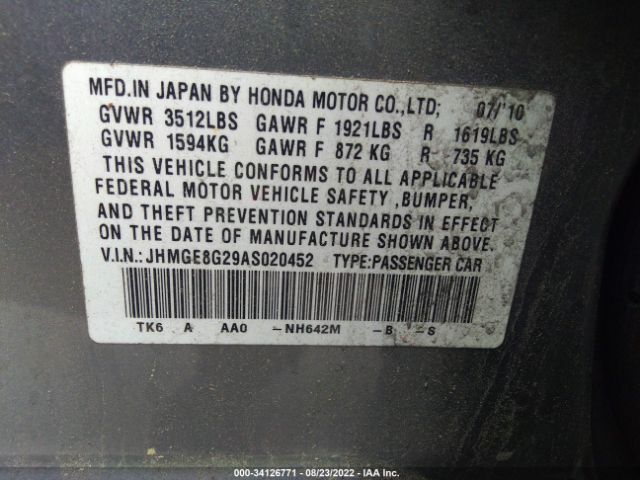 MFD.IN JAPAN BY HONDA MOTOR CO.,LTD; 07/'10
GVWR 3512LBS GAWR F 1921LBS R 1619LBS
GVWR 1594KG GAWR F 872 KG R 735 KG
THIS VEHICLE CONFORMS TO ALL APPLICABLE
FEDERAL MOTOR VEHICLE SAFETY ,BUMPER,
AND THEFT PREVENTION STANDARDS IN EFFECT
ON THE DATE OF MANUFACTURE SHOWN ABOVE.
V.I.N.:JHMGE8G29AS020452 TYPE:PASSENGER CAR
TK6 A AA0 -NH642M -B -S
000-34126771 - 08/23/2022 - IAA Inc.